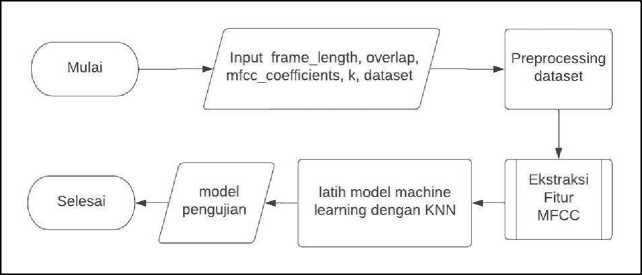 Mulai
Input frame_length, overlap,
mfcc_coefficients, k, dataset
Preprocessing
dataset
Ekstraksi
Fitur
MFCC
latih model machine
learning dengan KNN
model
pengujian
Selesai